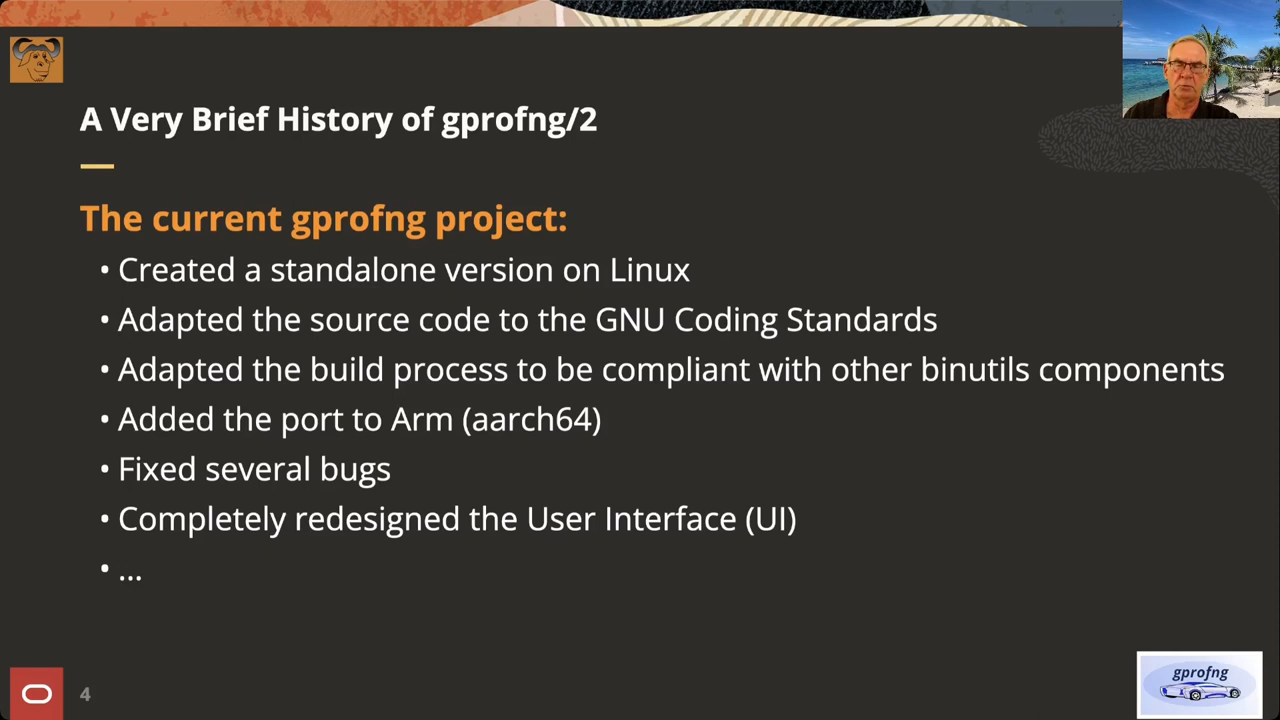 A Very Brief History of gprofng/2
The current gprofng project:
• Created a standalone version on Linux
• Adapted the source code to the GNU Coding Standards
• Adapted the build process to be compliant with other binutils components
• Added the port to Arm (aarch64)
• Fixed several bugs
• Completely redesigned the User Interface (UI)
• ...
4
gprofng